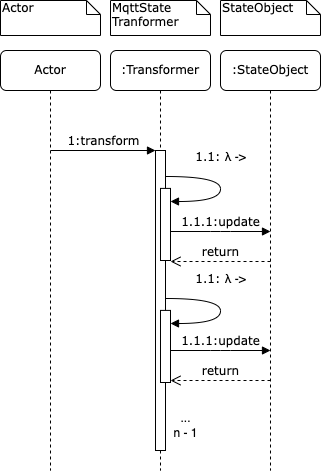 Actor
MqttState
Tranformer
StateObject
Actor
:Transformer
:StateObject
1:transform
1.1: λ ->
1.1.1:update
return
1.1: λ ->
1.1.1:update
return
...
n - 1